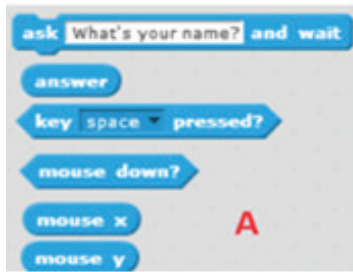 ask What's your name? and wait
answer
key space pressed?
mouse down?
mouse x
A
mouse y